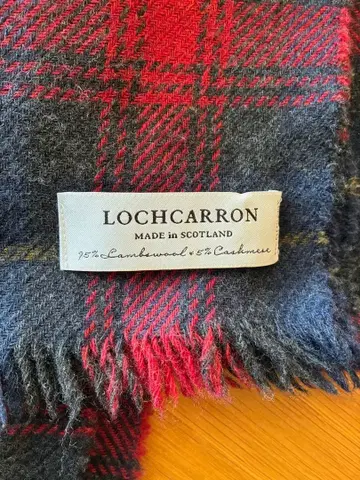 LOCHCARRON
MADE in SCOTLAND
95% Lambswool & 5% Cashmere